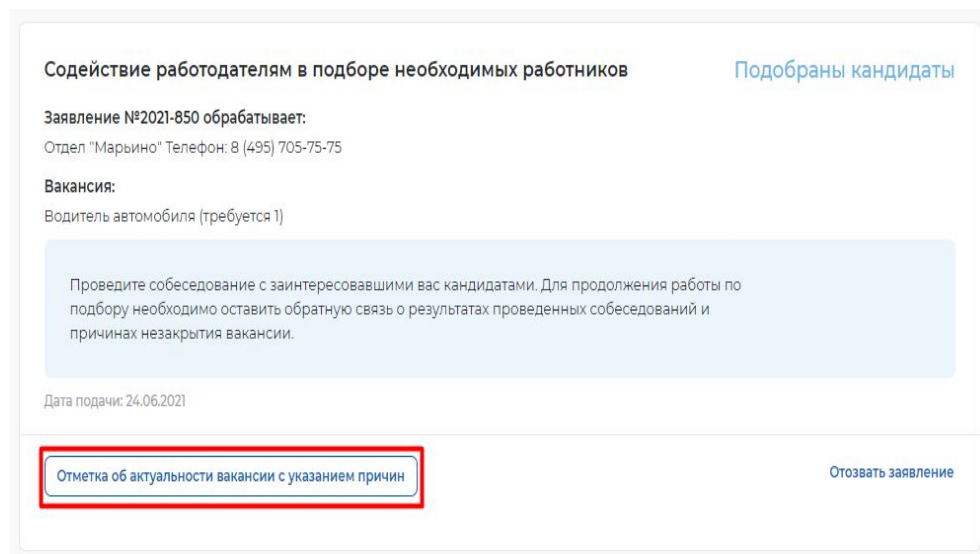 Содействие работодателям в подборе необходимых работников
Подобраны кандидаты
Заявление №2021-850 обрабатывает:
Отдел "Марьино" Телефон: 8 (495) 705-75-75
Вакансия:
Водитель автомобиля (требуется 1)
Проведите собеседование с заинтересовавшими вас кандидатами. Для продолжения работы по
подбору необходимо оставить обратную связь о результатах проведенных собеседований и
причинах незакрытия вакансии.
Дата подачи: 24.06.2021
Отметка об актуальности вакансии с указанием причин
Отозвать заявление